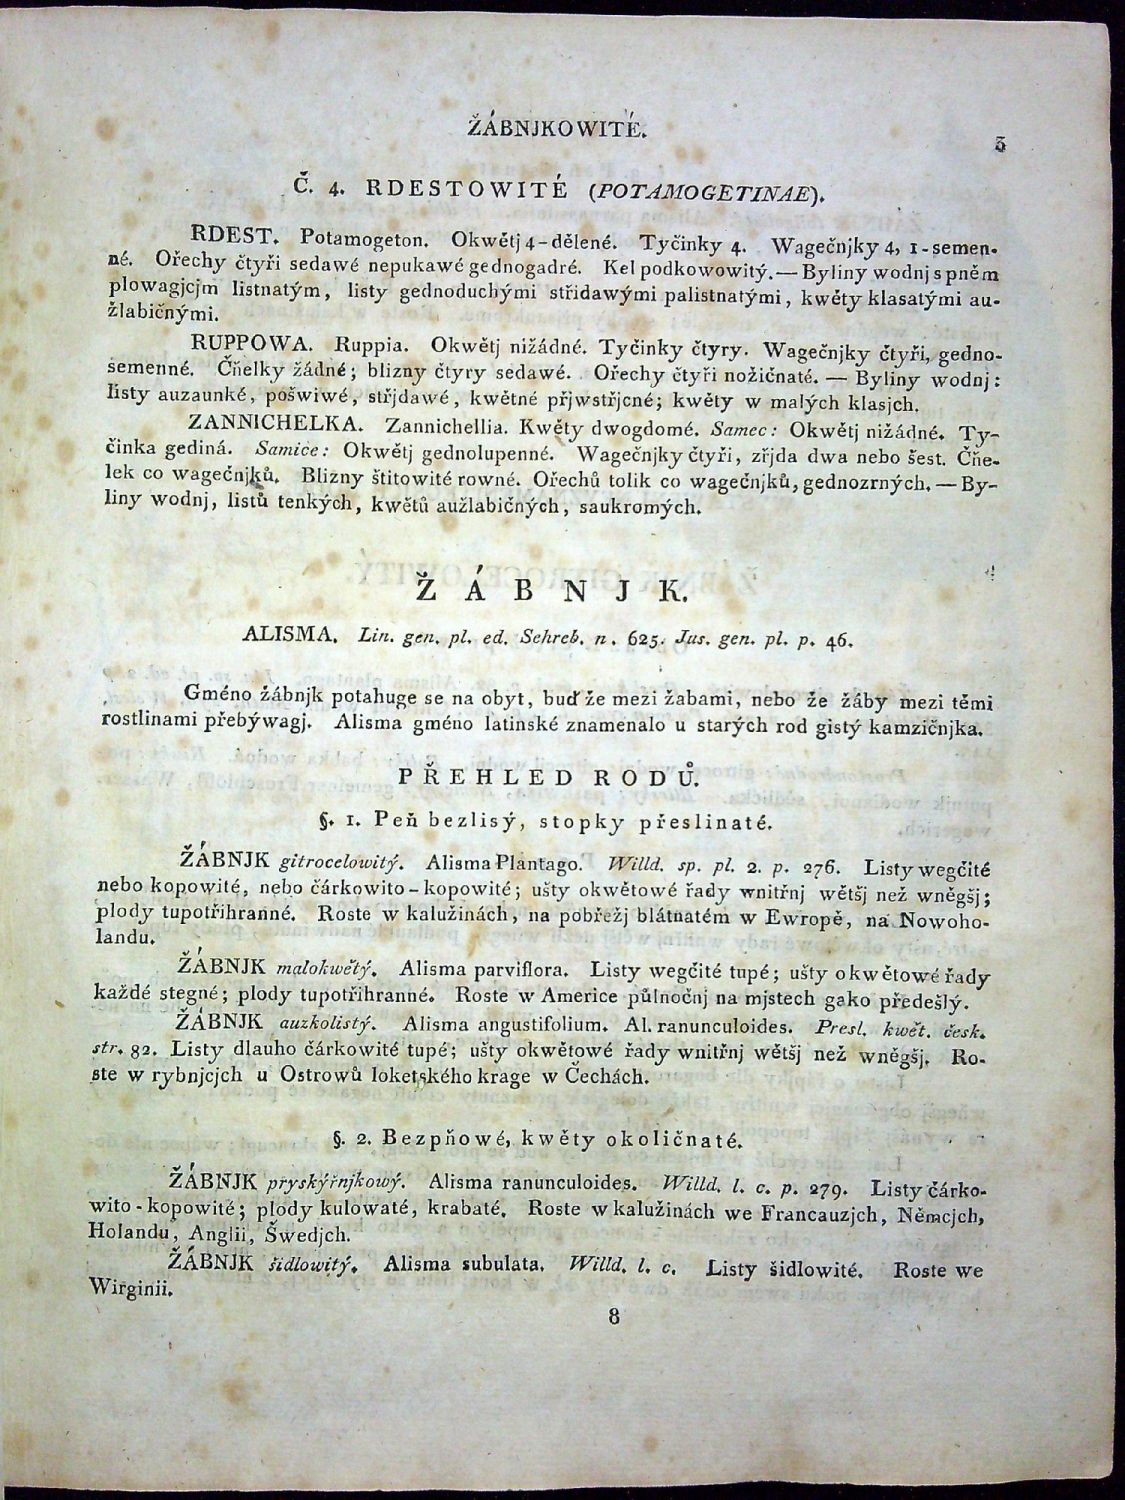 ŽÁBNJKOWITÉ.
3
Č. 4. RDESTOWITÉ (POTAMOGETINAE).
RDEST. Potamogeton. Okwětj 4-dělené. Tyčinky 4. Wagečnjky 4, 1-semen-
né. Ořechy čtyři sedawé nepukawé gednogadré. Kel podkowowitý.— Byliny wodnj s pněm
plowagjcjm listnatým, listy gednoduchými střidawými palistnatými, kwěty klasatými au-
žlabičnými.
RUPPOWA. Ruppia. Okwětj nižádné. Tyčinky čtyry. Wagečnjky čtyři, gedno-
semenné. Čňelky žádné; blizny čtyry sedawé. Ořechy čtyři nožičnaté. — Byliny wodnj:
listy auzaunké, pošwiwé, střjdawé, kwětné přjwstřjcné; kwěty w malých klasjch.
ZANNICHELKA. Zannichellia. Kwěty dwogdomé. Samec: Okwětj nižádné. Ty-
činka gediná. Samice: Okwětj gednolupenné. Wagečnjky čtyři, zřjda dwa nebo šest. Čňe-
lek co wagečnjků. Blizny štitowité rowné. Ořechů tolik co wagečnjků, gednozrných. — By-
liny wodnj, listů tenkých, kwětů aužlabičných, saukromých.
ŽÁBNJK.
ALISMA. Lin. gen. pl. ed. Schreb. n. 625. Jus. gen. pl. p. 46.
Gméno žábnjk potahuge se na obyt, buď že mezi žabami, nebo že žáby mezi těmi
rostlinami přebýwagj. Alisma gméno latinské znamenalo u starých rod gistý kamzičnjka.
PŘEHLED RODŮ.
§. 1. Peň bezlisý, stopky přeslinaté.
ŽÁBNJK gitrocelowitý. Alisma Plantago. Willd. sp. pl. 2. p. 276. Listy wegčité
nebo kopowité, nebo čárkowito-kopowité; ušty okwětowé řady wnitřnj wětšj než wněgšj;
plody tupotřihranné. Roste w kalužinách, na pobřežj blátnatém w Ewropě, na Nowoho-
landu.
ŽÁBNJK malokwětý. Alisma parviflora. Listy wegčité tupé; ušty okwětowé řady
každé stegné; plody tupotřihranné. Roste w Americe půlnočnj na mjstech gako předešlý.
ŽÁBNJK auzkolistý. Alisma angustifolium. Al. ranunculoides. Presl. kwět. česk.
str. 82. Listy dlauho čárkowité tupé; ušty okwětowé řady wnitřnj wětšj než wněgšj. Ro-
ste w rybnjcjch u Ostrowů loketského krage w Čechách.
§. 2. Bezpňowé, kwěty okoličnaté.
ŽÁBNJK pryskýřnjkowý. Alisma ranunculoides. Willd. l. c. p. 279. Listy čárko-
wito-kopowité; plody kulowaté, krabaté. Roste w kalužinách we Francauzjch, Němcjch,
Holandu, Anglii, Šwedjch.
ŽÁBNJK šidlowitý. Alisma subulata. Willd. l. c. Listy šidlowité. Roste we
Wirginii.
8